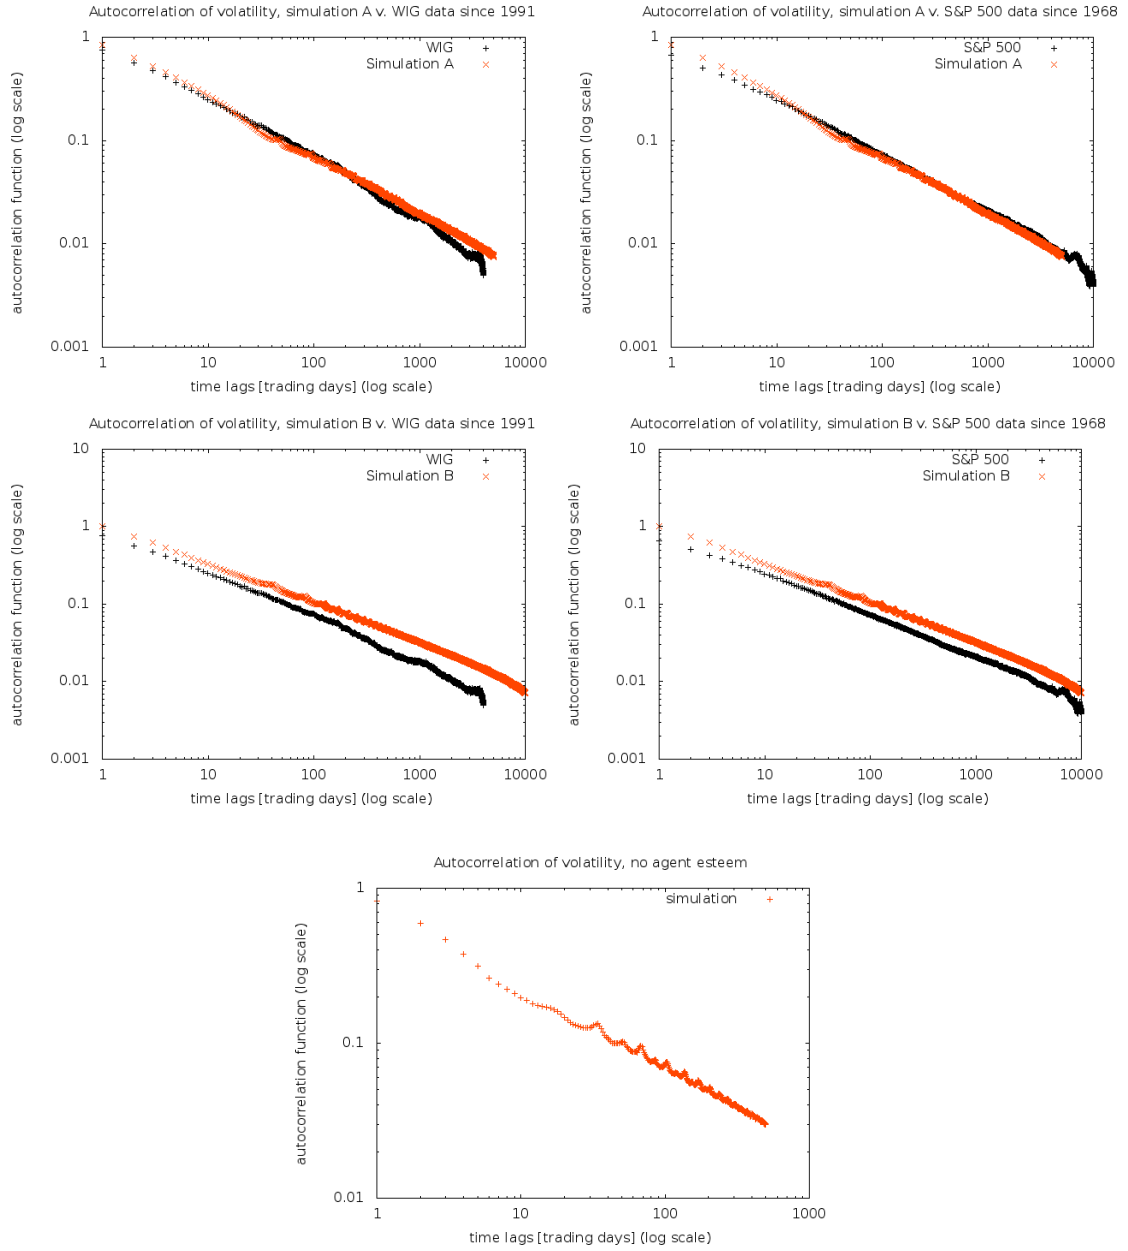 Autocorrelation of volatility, simulation A v. WIG data since 1991
1
0.1
0.01
0.001
1
10
100
1000
10000
autocorrelation function (log scale)
time lags [trading days] (log scale)
WIG
Simulation A
Autocorrelation of volatility, simulation A v. S&P 500 data since 1968
1
0.1
0.01
0.001
1
10
100
1000
10000
autocorrelation function (log scale)
time lags [trading days] (log scale)
S&P 500
Simulation A
Autocorrelation of volatility, simulation B v. WIG data since 1991
10
1
0.1
0.01
0.001
1
10
100
1000
10000
autocorrelation function (log scale)
time lags [trading days] (log scale)
WIG
Simulation B
Autocorrelation of volatility, simulation B v. S&P 500 data since 1968
10
1
0.1
0.01
0.001
1
10
100
1000
10000
autocorrelation function (log scale)
time lags [trading days] (log scale)
S&P 500
Simulation B
Autocorrelation of volatility, no agent esteem
1
0.1
0.01
1
10
100
1000
autocorrelation function (log scale)
time lags [trading days] (log scale)
simulation